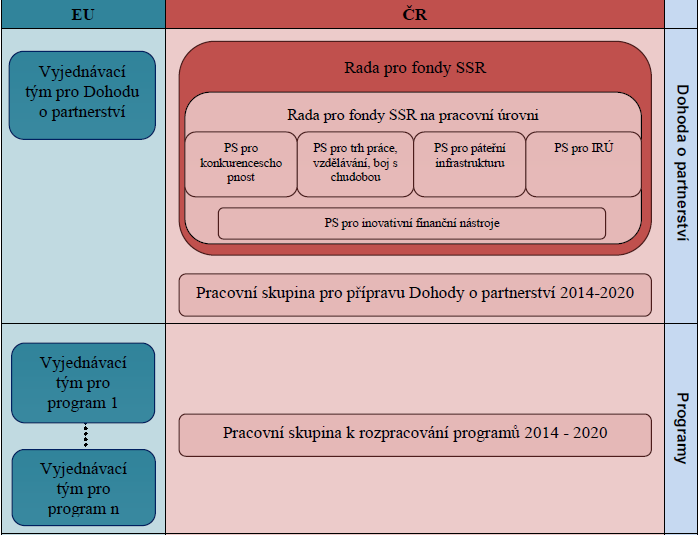 EU
ČR
Vyjednávací
tým pro Dohodu
o partnerství
Rada pro fondy SSR
Rada pro fondy SSR na pracovní úrovni
PS pro
konkurencescho
pnost
PS pro trh práce,
vzdělávání, boj s
chudobou
PS pro páteřní
infrastrukturu
PS pro IRÚ
PS pro inovativní finanční nástroje
Pracovní skupina pro přípravu Dohody o partnerství 2014-2020
Dohoda o partnerství
Vyjednávací
tým pro
program 1
Vyjednávací
tým pro
program n
Pracovní skupina k rozpracování programů 2014 - 2020
Programy